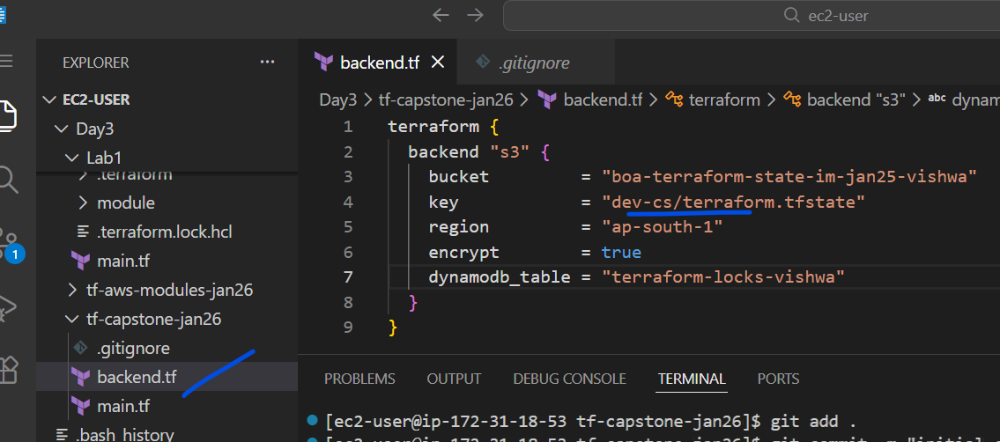 ec2-user
EXPLORER
EC2-USER
Day3
Lab1
.terraform
module
.terraform.lock.hcl
main.tf
tf-aws-modules-jan26
tf-capstone-jan26
.gitignore
backend.tf
main.tf
.bash_history
1
backend.tf
.gitignore
Day3 > tf-capstone-jan26 > backend.tf > terraform > backend "s3" > abc dynam
1 terraform {
2 backend "s3" {
3 bucket = "boa-terraform-state-im-jan25-vishwa"
4 key = "dev-cs/terraform.tfstate"
5 region = "ap-south-1"
6 encrypt = true
7 dynamodb_table = "terraform-locks-vishwa"
8 }
9 }
PROBLEMS OUTPUT DEBUG CONSOLE TERMINAL PORTS
[ec2-user@ip-172-31-18-53 tf-capstone-jan26]$ git add .